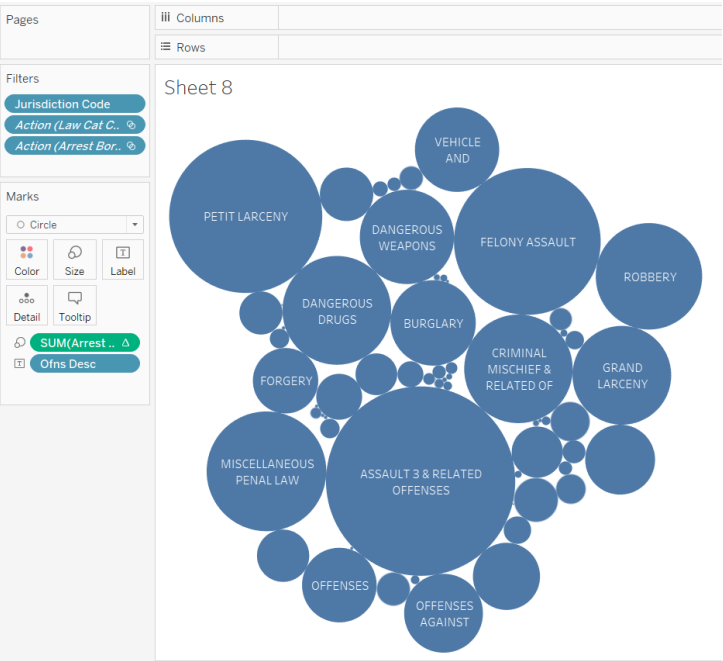 Pages
iii Columns
Rows
Filters
Jurisdiction Code
Action (Law Cat C..
Action (Arrest Bor..
Marks
Circle
Color
Size
Label
Detail
Tooltip
SUM(Arrest .. Δ
Ofns Desc
Sheet 8
VEHICLE
AND
PETIT LARCENY
DANGEROUS
WEAPONS
FELONY ASSAULT
ROBBERY
DANGEROUS
DRUGS
BURGLARY
CRIMINAL
MISCHIEF &
RELATED OF
GRAND
LARCENY
FORGERY
MISCELLANEOUS
PENAL LAW
ASSAULT 3 & RELATED
OFFENSES
OFFENSES
OFFENSES
AGAINST